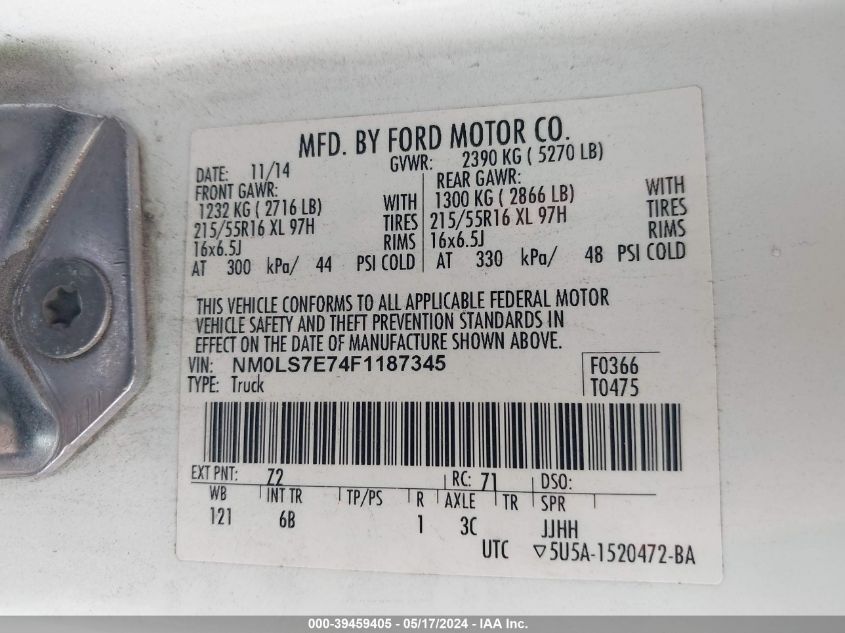 MFD. BY FORD MOTOR CO.
DATE: 11/14 GVWR: 2390 KG ( 5270 LB)
FRONT GAWR: REAR GAWR:
1232 KG ( 2716 LB) WITH 1300 KG ( 2866 LB) WITH
215/55R16 XL 97H TIRES 215/55R16 XL 97H TIRES
16x6.5J RIMS 16x6.5J RIMS
AT 300 kPa/ 44 PSI COLD AT 330 kPa/ 48 PSI COLD
THIS VEHICLE CONFORMS TO ALL APPLICABLE FEDERAL MOTOR
VEHICLE SAFETY AND THEFT PREVENTION STANDARDS IN
EFFECT ON THE DATE OF MANUFACTURE SHOWN ABOVE.
VIN: NM0LS7E74F1187345 F0366
TYPE: Truck T0475
EXT PNT: 72 RC: 71 DSO:
WB INT TR TP/PS R AXLE TR SPR
121 6B 1 3C JJHH
UTC ▽5U5A-1520472-BA
000-39459405 - 05/17/2024 - IAA Inc.